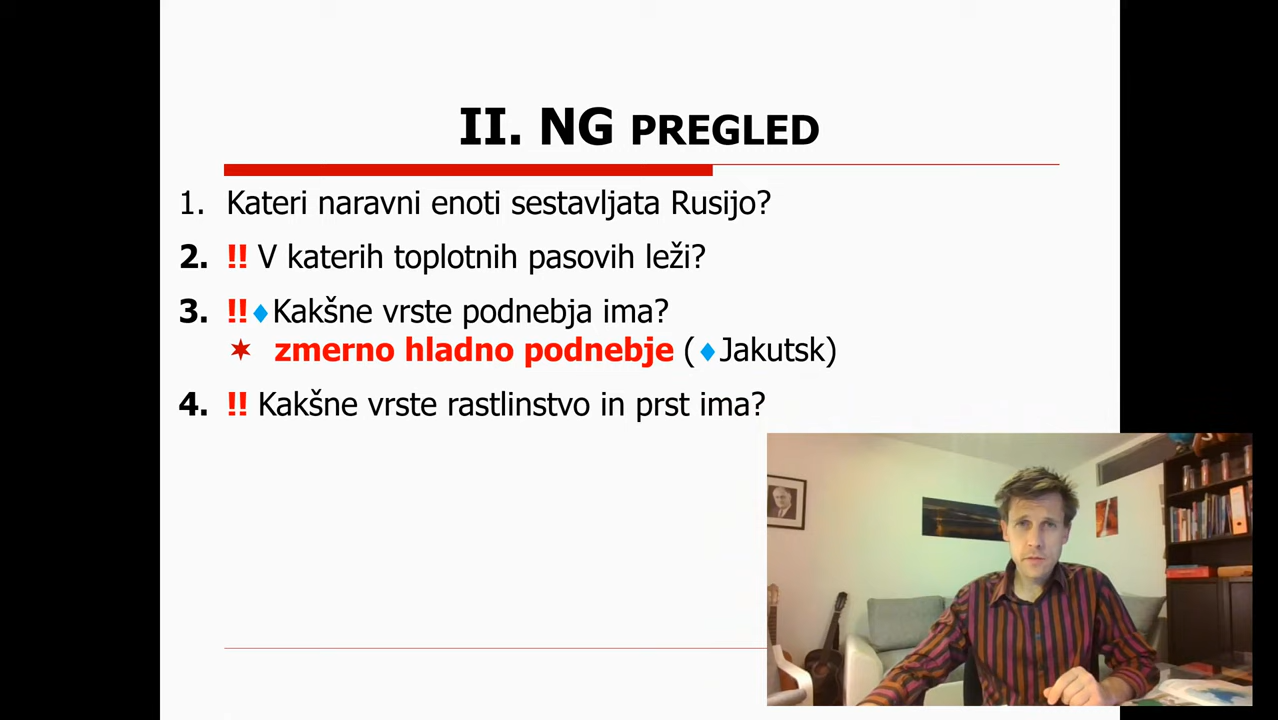 II. NG PREGLED
1. Kateri naravni enoti sestavljata Rusijo?
2. !! V katerih toplotnih pasovih leži?
3. !!♦Kakšne vrste podnebja ima?
✶ zmerno hladno podnebje (♦Jakutsk)
4. !! Kakšne vrste rastlinstvo in prst ima?